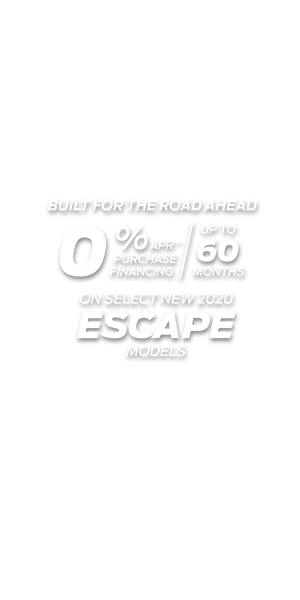 BUILT FOR THE ROAD AHEAD
0% APR PURCHASE FINANCING / UP TO 60 MONTHS
ON SELECT NEW 2020
ESCAPE
MODELS